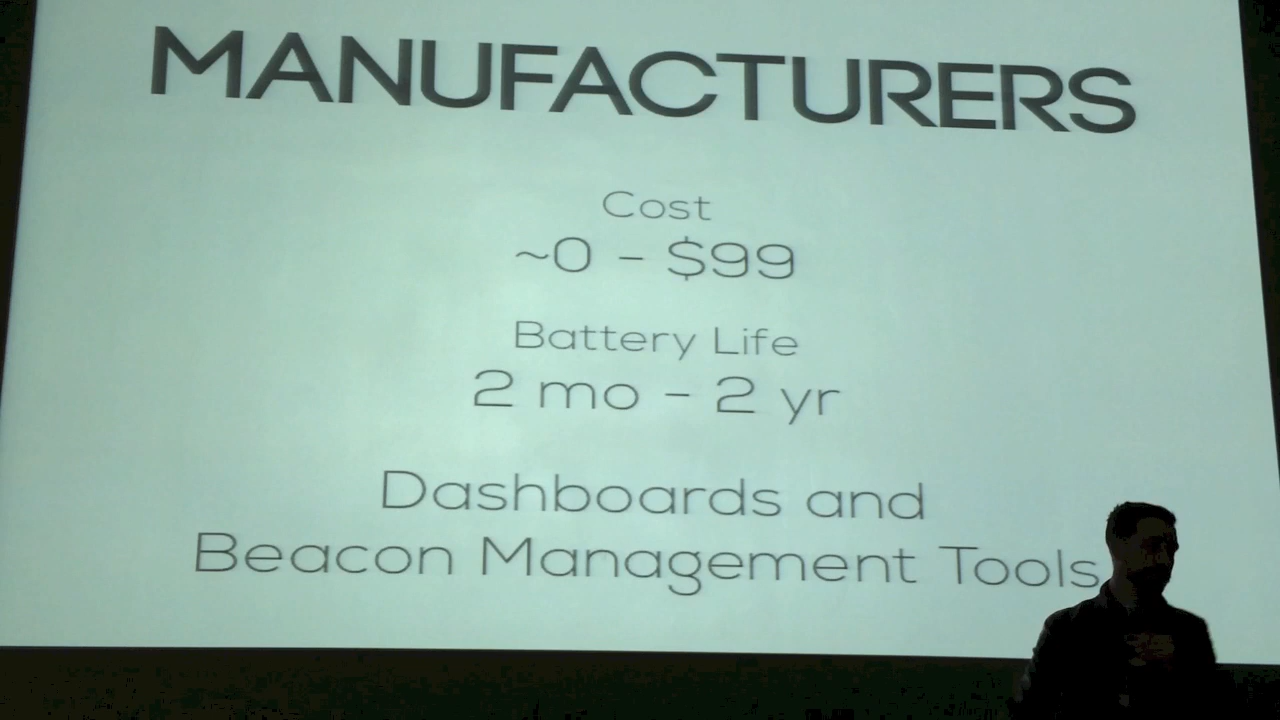 MANUFACTURERS
Cost
~0 - $99
Battery Life
2 mo - 2 yr
Dashboards and
Beacon Management Tools